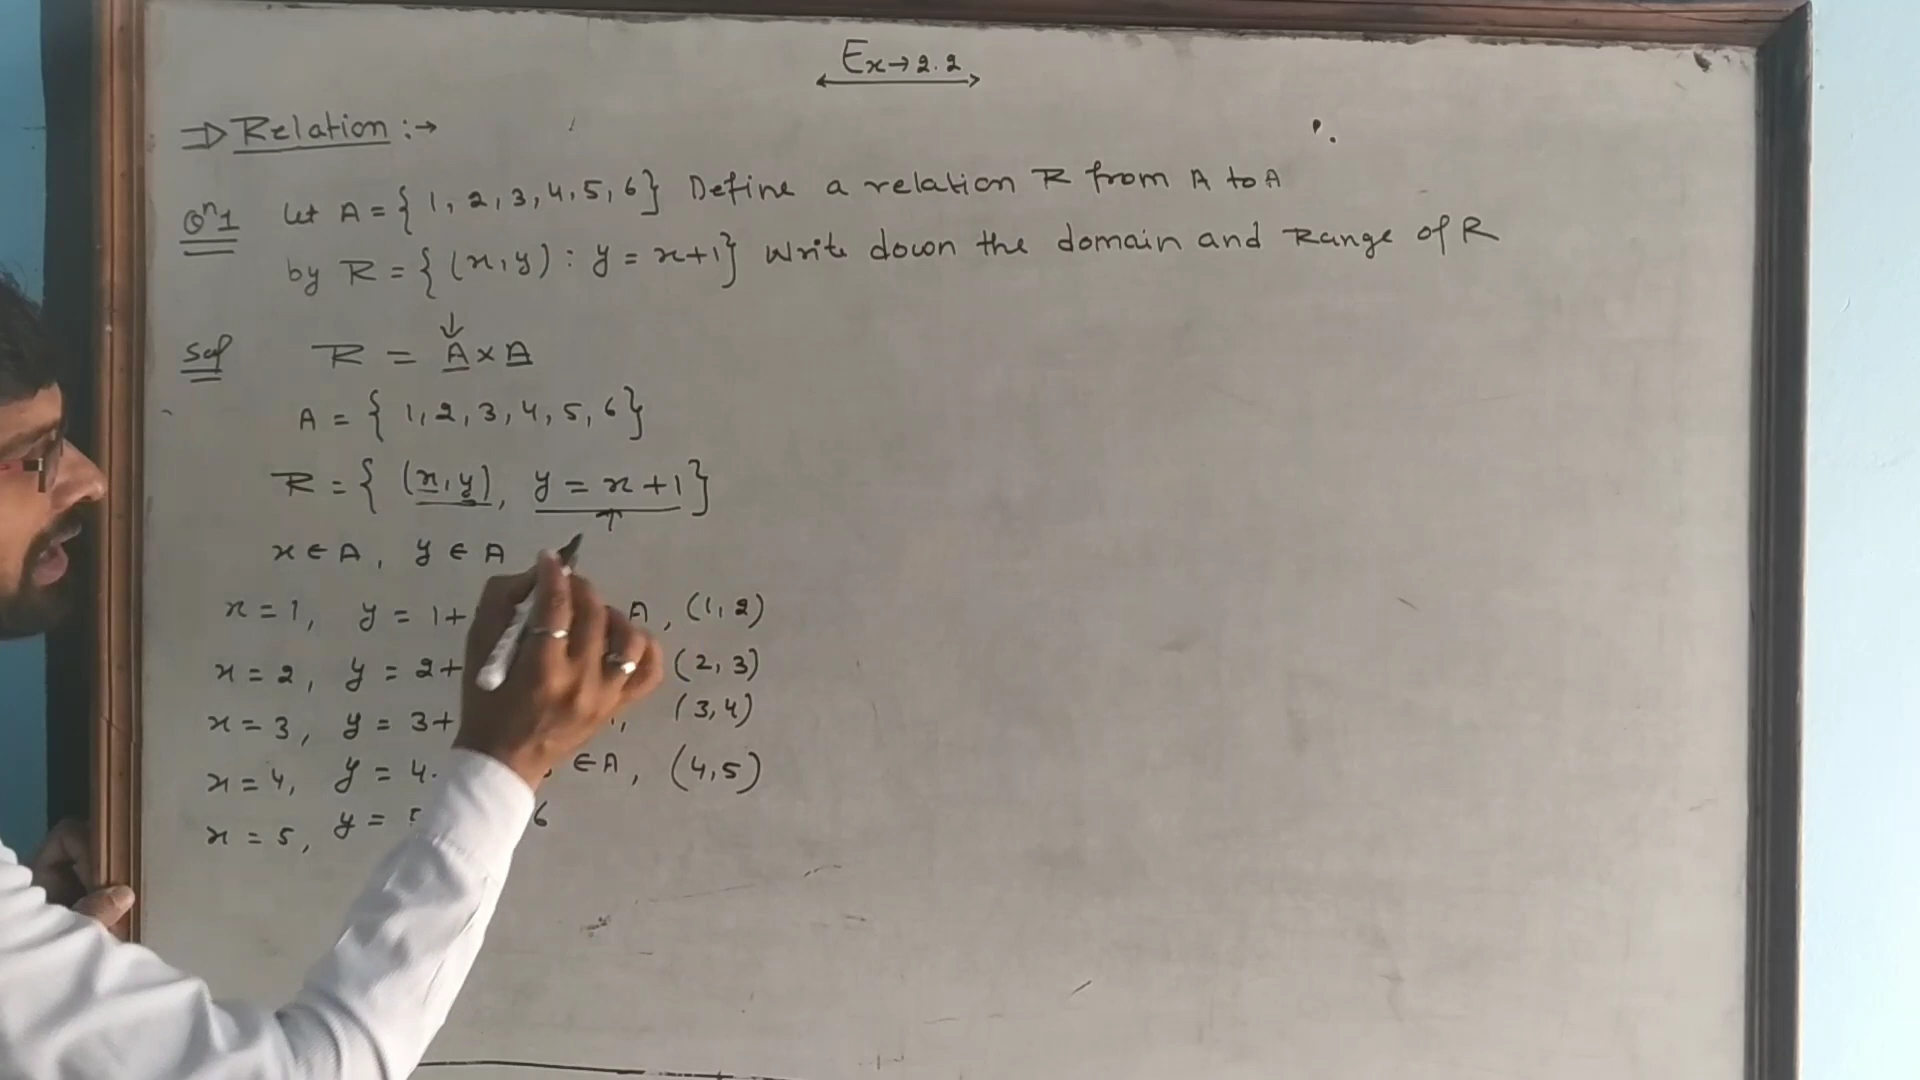 Ex→2.2
⇒ Relation :→
Qⁿ1 let A = { 1, 2, 3, 4, 5, 6} Define a relation R from A to A
by R = { (x, y) : y = x+1} Write down the domain and Range of R
↓
Sol R = A × A
A = { 1, 2, 3, 4, 5, 6}
R = { (x, y), y = x + 1}
↑
x ∈ A, y ∈ A
x = 1, y = 1+ A, (1, 2)
x = 2, y = 2+ (2, 3)
x = 3, y = 3+ (3, 4)
x = 4, y = 4 ∈ A, (4, 5)
x = 5, y = 5 6